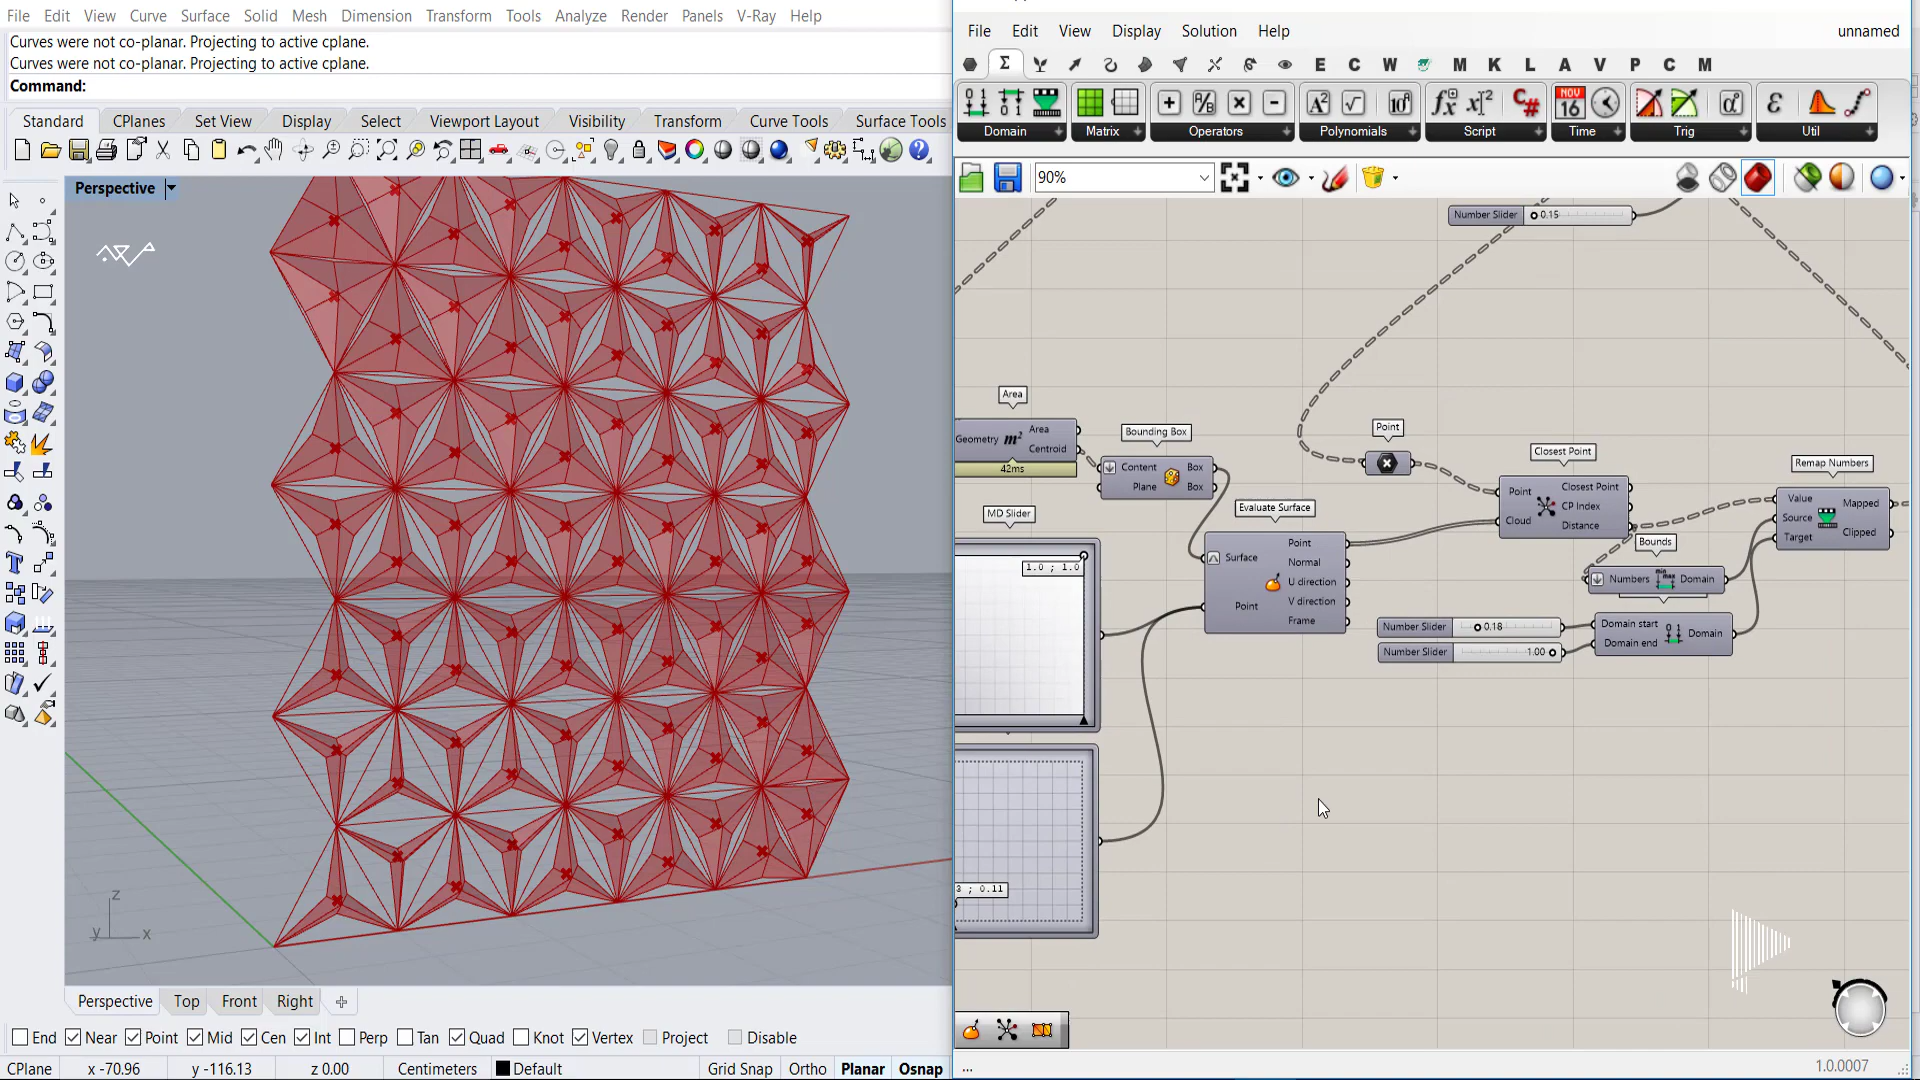 File Edit View Curve Surface Solid Mesh Dimension Transform Tools Analyze Render Panels V-Ray Help
Curves were not co-planar. Projecting to active cplane.
Curves were not co-planar. Projecting to active cplane.
Command:
Standard CPlanes Set View Display Select Viewport Layout Visibility Transform Curve Tools Surface Tools
Perspective
z
y x
Perspective Top Front Right
End Near Point Mid Cen Int Perp Tan Quad Knot Vertex Project Disable
CPlane x -70.96 y -116.13 z 0.00 Centimeters Default Grid Snap Ortho Planar Osnap
File Edit View Display Solution Help unnamed
Σ E C W M K L A V P C M
Domain Matrix Operators Polynomials Script Time Trig Util
NOV 16
90%
Number Slider 0.15
Area
Geometry m² Area
Centroid
42ms
Bounding Box
Content Box
Plane Box
MD Slider
1.0 ; 1.0
3 ; 0.11
Evaluate Surface
Surface
Point
Point
Normal
U direction
V direction
Frame
Point
Closest Point
Point
Cloud
Closest Point
CP Index
Distance
Bounds
Numbers Domain
Number Slider 0.18
Number Slider 1.00
Domain start
Domain end
Domain
Remap Numbers
Value
Source
Target
Mapped
Clipped
...
1.0.0007